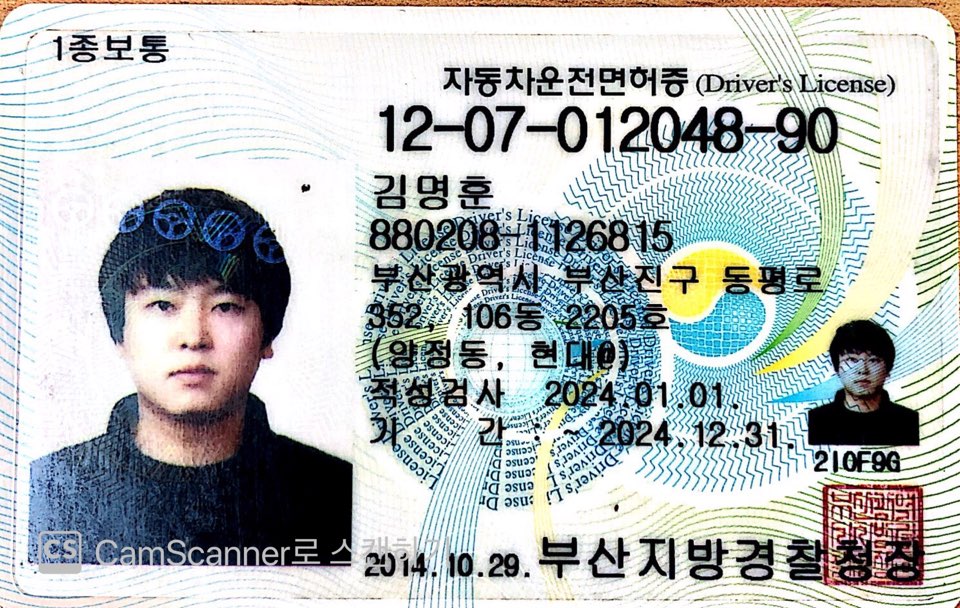 1종보통
자동차운전면허증 (Driver's License)
12-07-012048-90
김명훈
880208-1126815
부산광역시 부산진구 동평로
352, 106동 2205호
(양정동, 현대@)
적성검사 2024.01.01.
기 간 : ~ 2024.12.31.
210F9G
2014.10.29. 부산지방경찰청장
CS CamScanner로 스캔하기